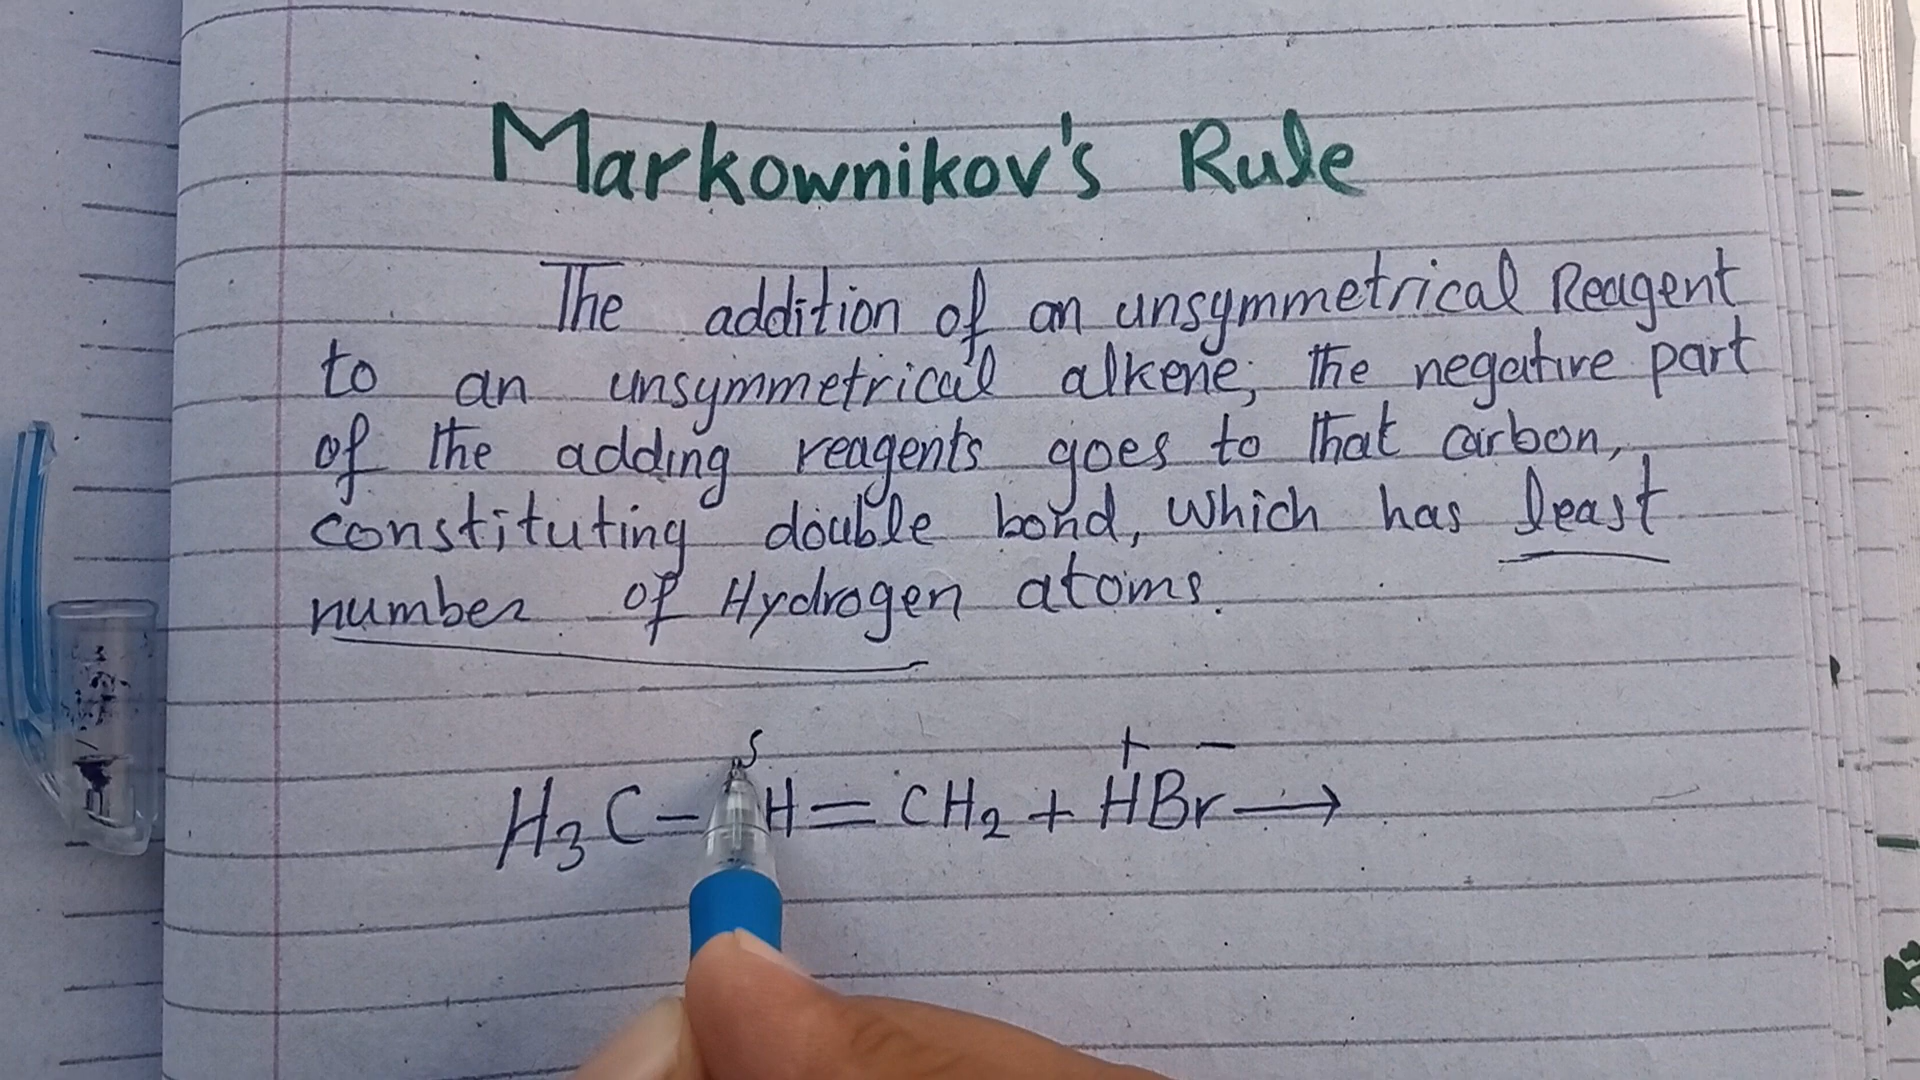 Markownikov's Rule
The addition of an unsymmetrical Reagent
to an unsymmetrical alkene, the negative part
of the adding reagents goes to that carbon,
constituting double bond, which has least
number of Hydrogen atoms.
+ −
H₃C − H = CH₂ + HBr →